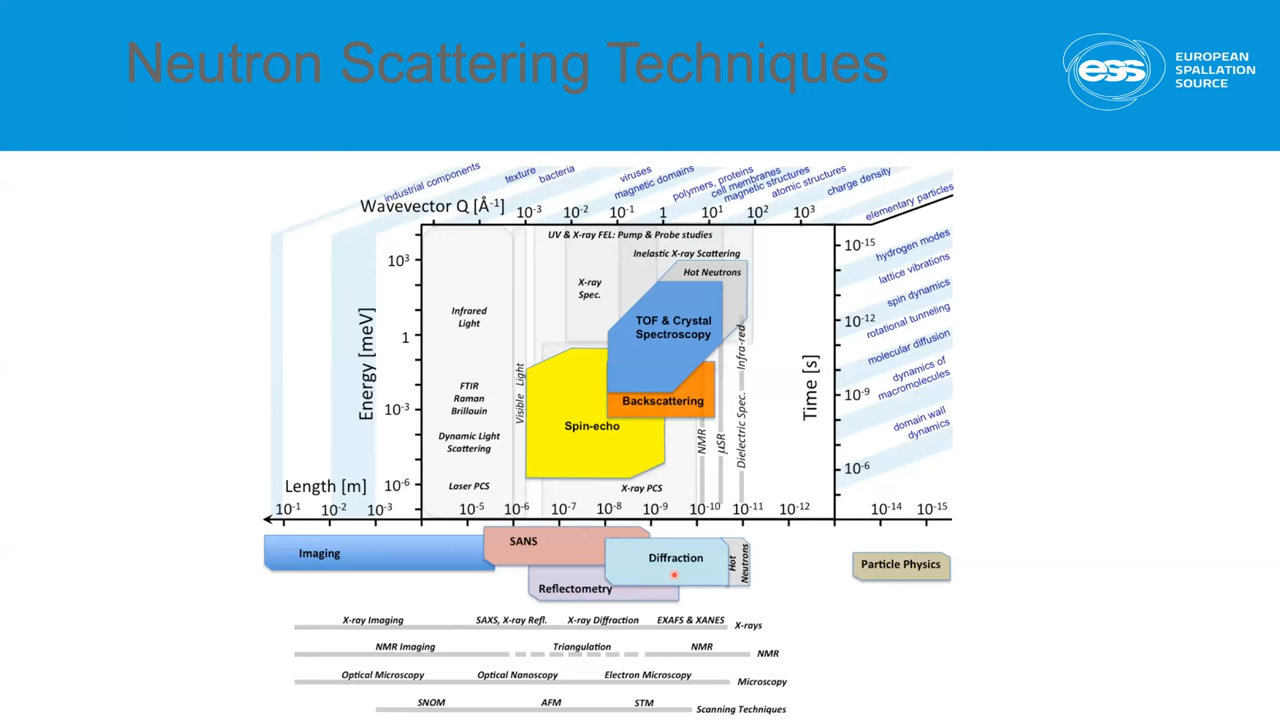 Neutron Scattering Techniques
ess
EUROPEAN
SPALLATION
SOURCE
industrial components
texture
bacteria
viruses
magnetic domains
polymers, proteins
cell membranes
magnetic structures
atomic structures
charge density
elementary particles
Wavevector Q [Å-1]
10-3
10-2
10-1
1
101
102
103
UV & X-ray FEL: Pump & Probe studies
Inelastic X-ray Scattering
Hot Neutrons
X-ray
Spec.
TOF & Crystal
Spectroscopy
Infrared
Light
Backscattering
Spin-echo
FTIR
Raman
Brillouin
Dynamic Light
Scattering
Laser PCS
X-ray PCS
Visible Light
NMR
µSR
Dielectric Spec.
Infra-red
Energy [meV]
103
1
10-3
10-6
Time [s]
10-15
10-12
10-9
10-6
hydrogen modes
lattice vibrations
spin dynamics
rotational tunneling
molecular diffusion
dynamics of
macromolecules
domain wall
dynamics
Length [m]
10-1
10-2
10-3
10-5
10-6
10-7
10-8
10-9
10-10
10-11
10-12
10-14
10-15
Imaging
SANS
Diffraction
Hot
Neutrons
Reflectometry
Particle Physics
X-ray Imaging
SAXS, X-ray Refl.
X-ray Diffraction
EXAFS & XANES
X-rays
NMR Imaging
Triangulation
NMR
NMR
Optical Microscopy
Optical Nanoscopy
Electron Microscopy
Microscopy
SNOM
AFM
STM
Scanning Techniques